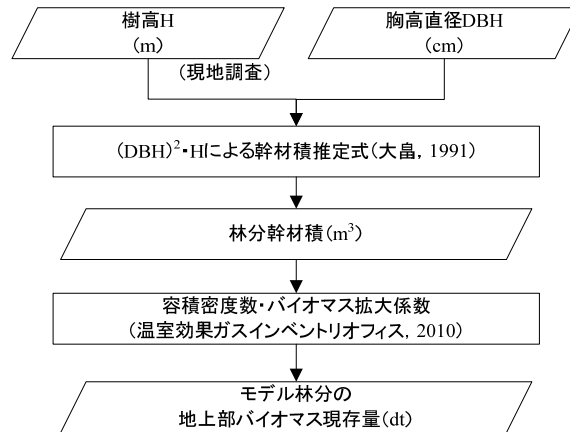 樹高H
(m)
胸高直径DBH
(cm)
(現地調査)
(DBH)²・Hによる幹材積推定式(大畠, 1991)
林分幹材積(m³)
容積密度数・バイオマス拡大係数
(温室効果ガスインベントリオフィス, 2010)
モデル林分の
地上部バイオマス現存量(dt)